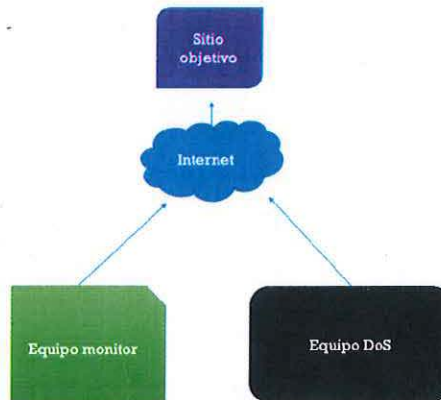 Sitio
objetivo
Internet
Equipo monitor
Equipo DoS